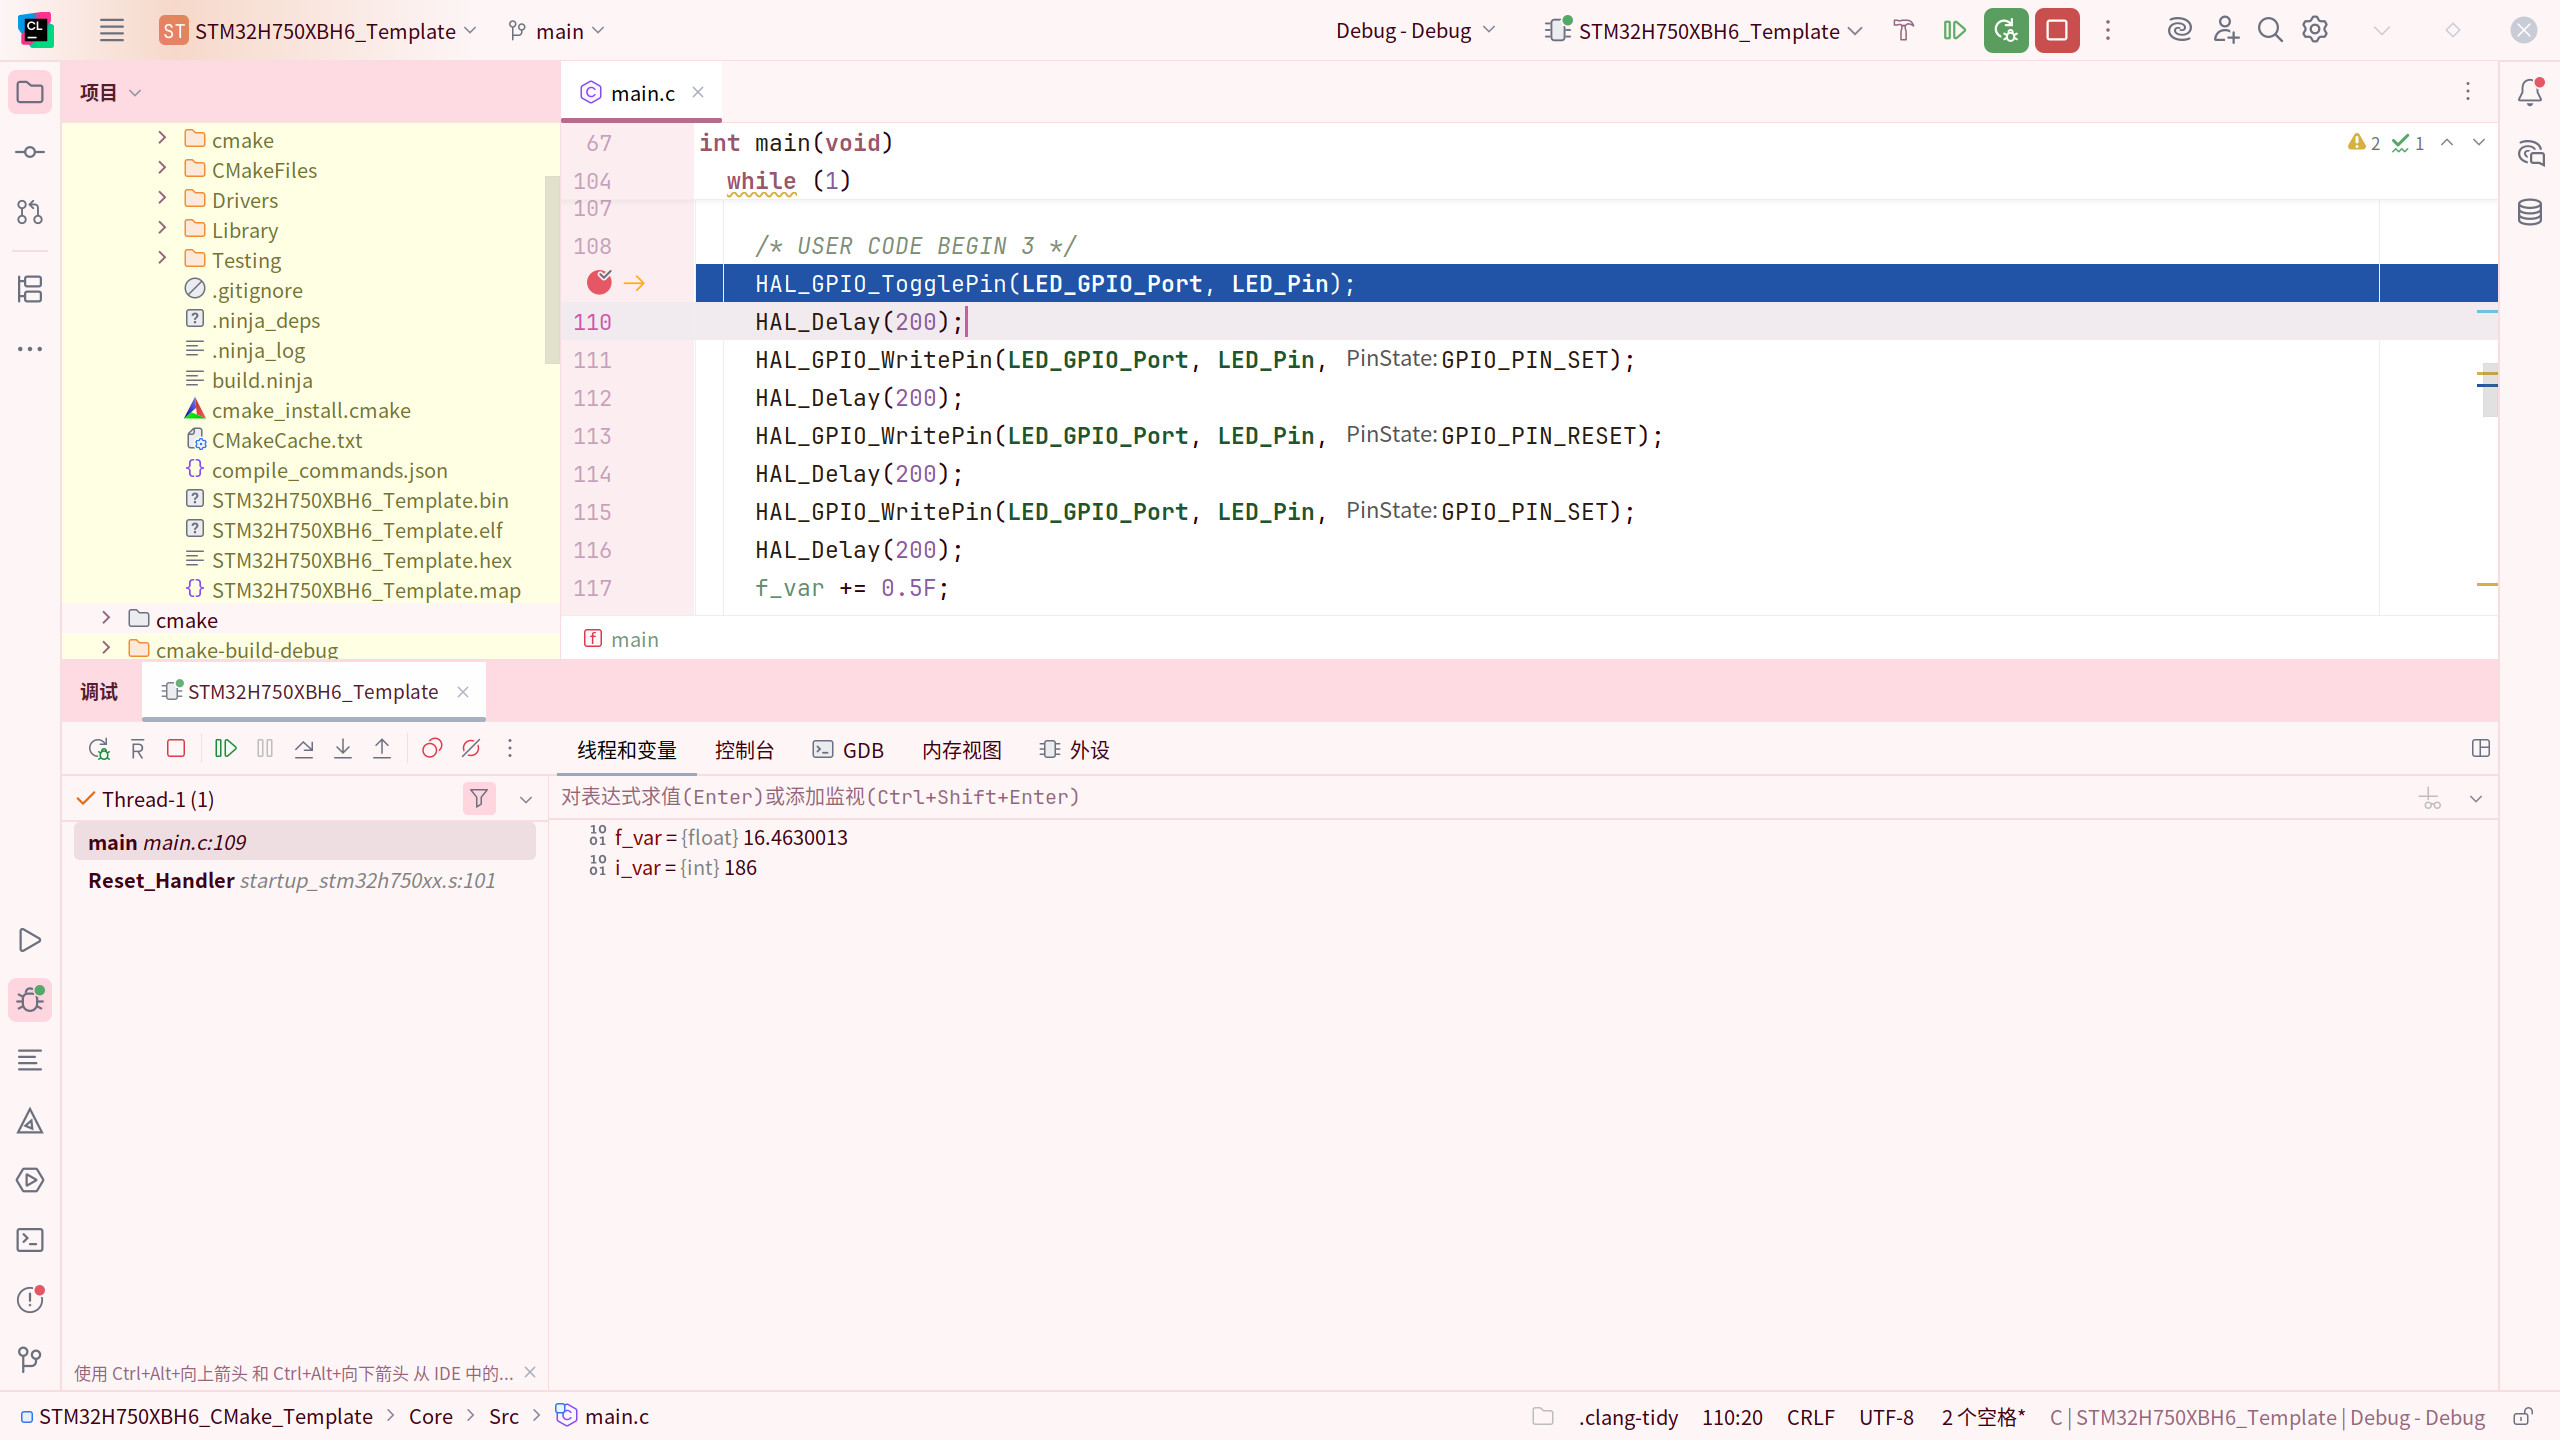 CL
ST STM32H750XBH6_Template main Debug - Debug STM32H750XBH6_Template
项目
main.c
cmake
CMakeFiles
Drivers
Library
Testing
.gitignore
.ninja_deps
.ninja_log
build.ninja
cmake_install.cmake
CMakeCache.txt
compile_commands.json
STM32H750XBH6_Template.bin
STM32H750XBH6_Template.elf
STM32H750XBH6_Template.hex
STM32H750XBH6_Template.map
cmake
cmake-build-debug
67 int main(void)
2 1
104 while (1)
107
108 /* USER CODE BEGIN 3 */
HAL_GPIO_TogglePin(LED_GPIO_Port, LED_Pin);
110 HAL_Delay(200);
111 HAL_GPIO_WritePin(LED_GPIO_Port, LED_Pin, PinState: GPIO_PIN_SET);
112 HAL_Delay(200);
113 HAL_GPIO_WritePin(LED_GPIO_Port, LED_Pin, PinState: GPIO_PIN_RESET);
114 HAL_Delay(200);
115 HAL_GPIO_WritePin(LED_GPIO_Port, LED_Pin, PinState: GPIO_PIN_SET);
116 HAL_Delay(200);
117 f_var += 0.5F;
main
调试 STM32H750XBH6_Template
线程和变量 控制台 GDB 内存视图 外设
Thread-1 (1)
main main.c:109
Reset_Handler startup_stm32h750xx.s:101
对表达式求值(Enter)或添加监视(Ctrl+Shift+Enter)
f_var = {float} 16.4630013
i_var = {int} 186
使用 Ctrl+Alt+向上箭头 和 Ctrl+Alt+向下箭头 从 IDE 中的...
STM32H750XBH6_CMake_Template Core Src main.c
.clang-tidy 110:20 CRLF UTF-8 2 个空格* C | STM32H750XBH6_Template | Debug - Debug